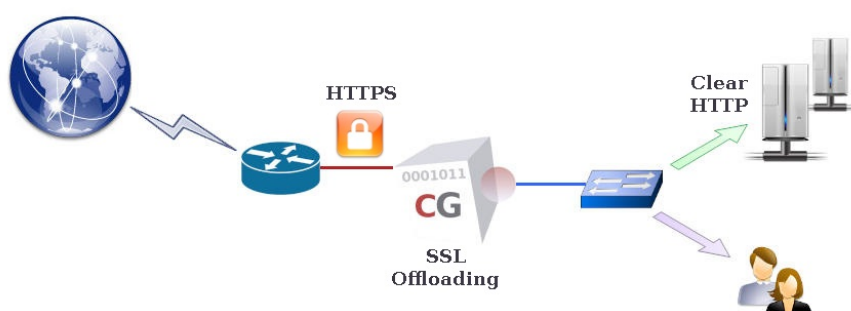 HTTPS
Clear
HTTP
0001011
CG
SSL
Offloading